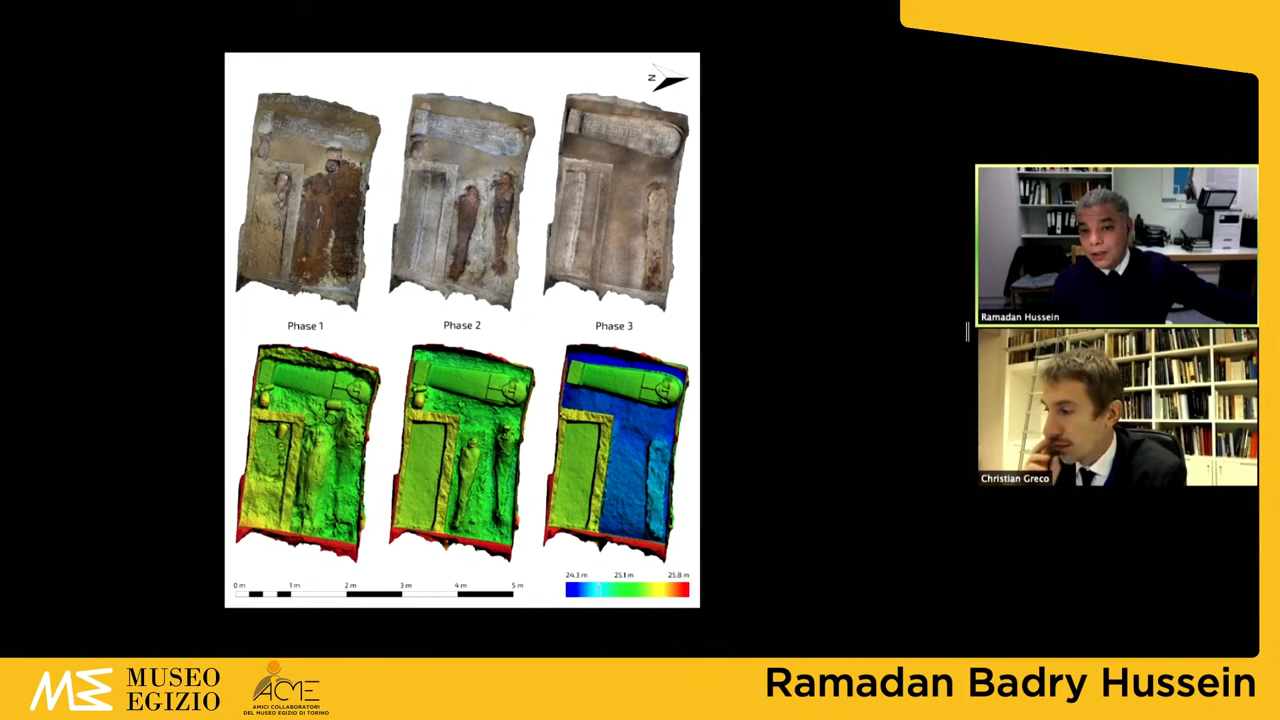 N
Phase 1
Phase 2
Phase 3
0 m
1 m
2 m
3 m
4 m
5 m
24.3 m
25.1 m
25.8 m
Ramadan Hussein
Christian Greco
ME MUSEO
EGIZIO
ACME
AMICI COLLABORATORI
DEL MUSEO EGIZIO DI TORINO
Ramadan Badry Hussein